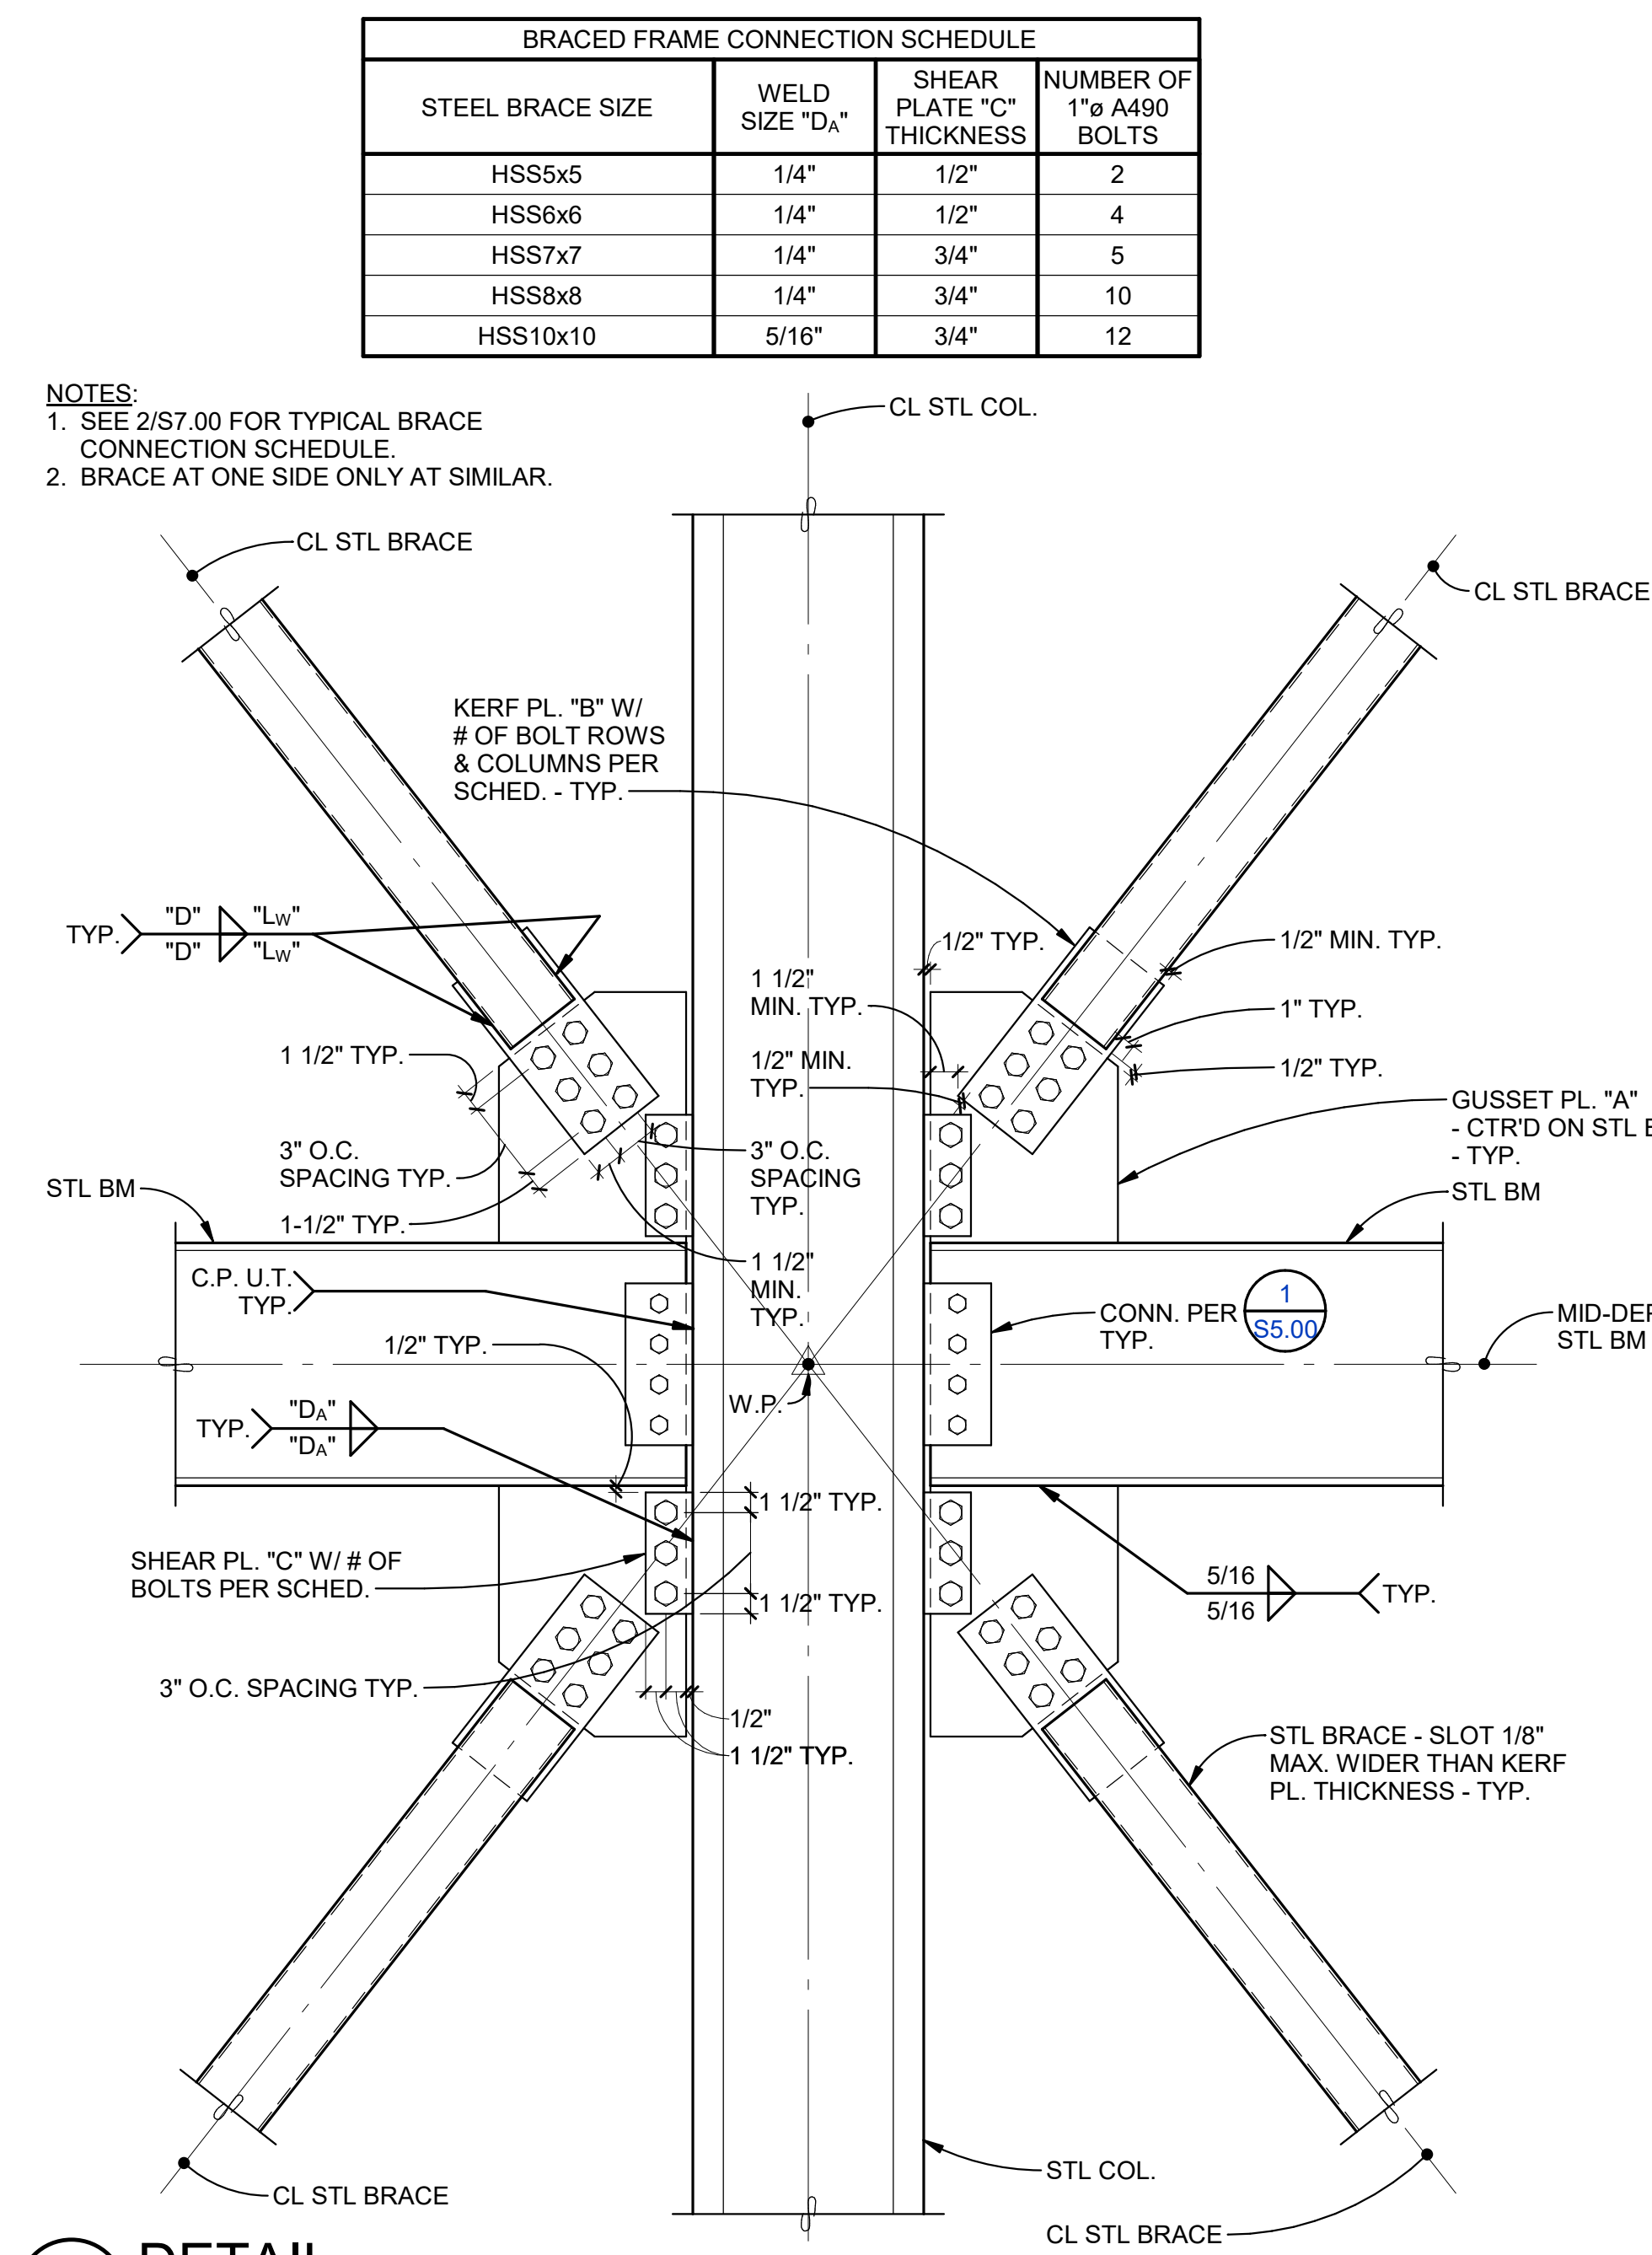 BRACED FRAME CONNECTION SCHEDULE
STEEL BRACE SIZE
WELD
SIZE "DA"
SHEAR
PLATE "C"
THICKNESS
NUMBER OF
1"ø A490
BOLTS
HSS5x5 1/4" 1/2" 2
HSS6x6 1/4" 1/2" 4
HSS7x7 1/4" 3/4" 5
HSS8x8 1/4" 3/4" 10
HSS10x10 5/16" 3/4" 12
NOTES:
1. SEE 2/S7.00 FOR TYPICAL BRACE
CONNECTION SCHEDULE.
2. BRACE AT ONE SIDE ONLY AT SIMILAR.
CL STL COL.
CL STL BRACE
CL STL BRACE
KERF PL. "B" W/
# OF BOLT ROWS
& COLUMNS PER
SCHED. - TYP.
TYP.
"D" "LW"
"D" "LW"
1/2" TYP.
1/2" MIN. TYP.
1 1/2"
MIN. TYP.
1" TYP.
1 1/2" TYP.
1/2" MIN.
TYP.
1/2" TYP.
GUSSET PL. "A"
- CTR'D ON STL
- TYP.
3" O.C.
SPACING TYP.
3" O.C.
SPACING
TYP.
STL BM
STL BM
1-1/2" TYP.
1 1/2"
MIN.
TYP.
C.P. U.T.
TYP.
CONN. PER
TYP.
1
S5.00
STL BM
1/2" TYP.
W.P.
TYP.
"DA"
"DA"
1 1/2" TYP.
SHEAR PL. "C" W/ # OF
BOLTS PER SCHED.
1 1/2" TYP.
5/16
5/16
TYP.
3" O.C. SPACING TYP.
1/2"
1 1/2" TYP.
STL BRACE - SLOT 1/8"
MAX. WIDER THAN KERF
PL. THICKNESS - TYP.
STL COL.
CL STL BRACE
CL STL BRACE
DETAIL